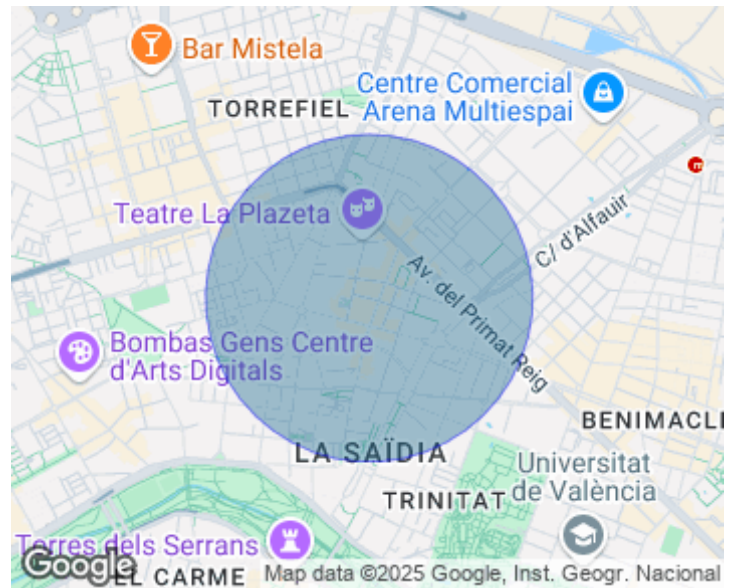 Bar Mistela
Centre Comercial
Arena Multiespai
TORREFIEL
Teatre La Plazeta
C/ d'Alfauir
Av. del Primat Reig
Bombas Gens Centre
d'Arts Digitals
BENIMACLE
LA SAÏDIA
Universitat
de València
TRINITAT
Torres dels Serrans
Google
EL CARME
Map data ©2025 Google, Inst. Geogr. Nacional